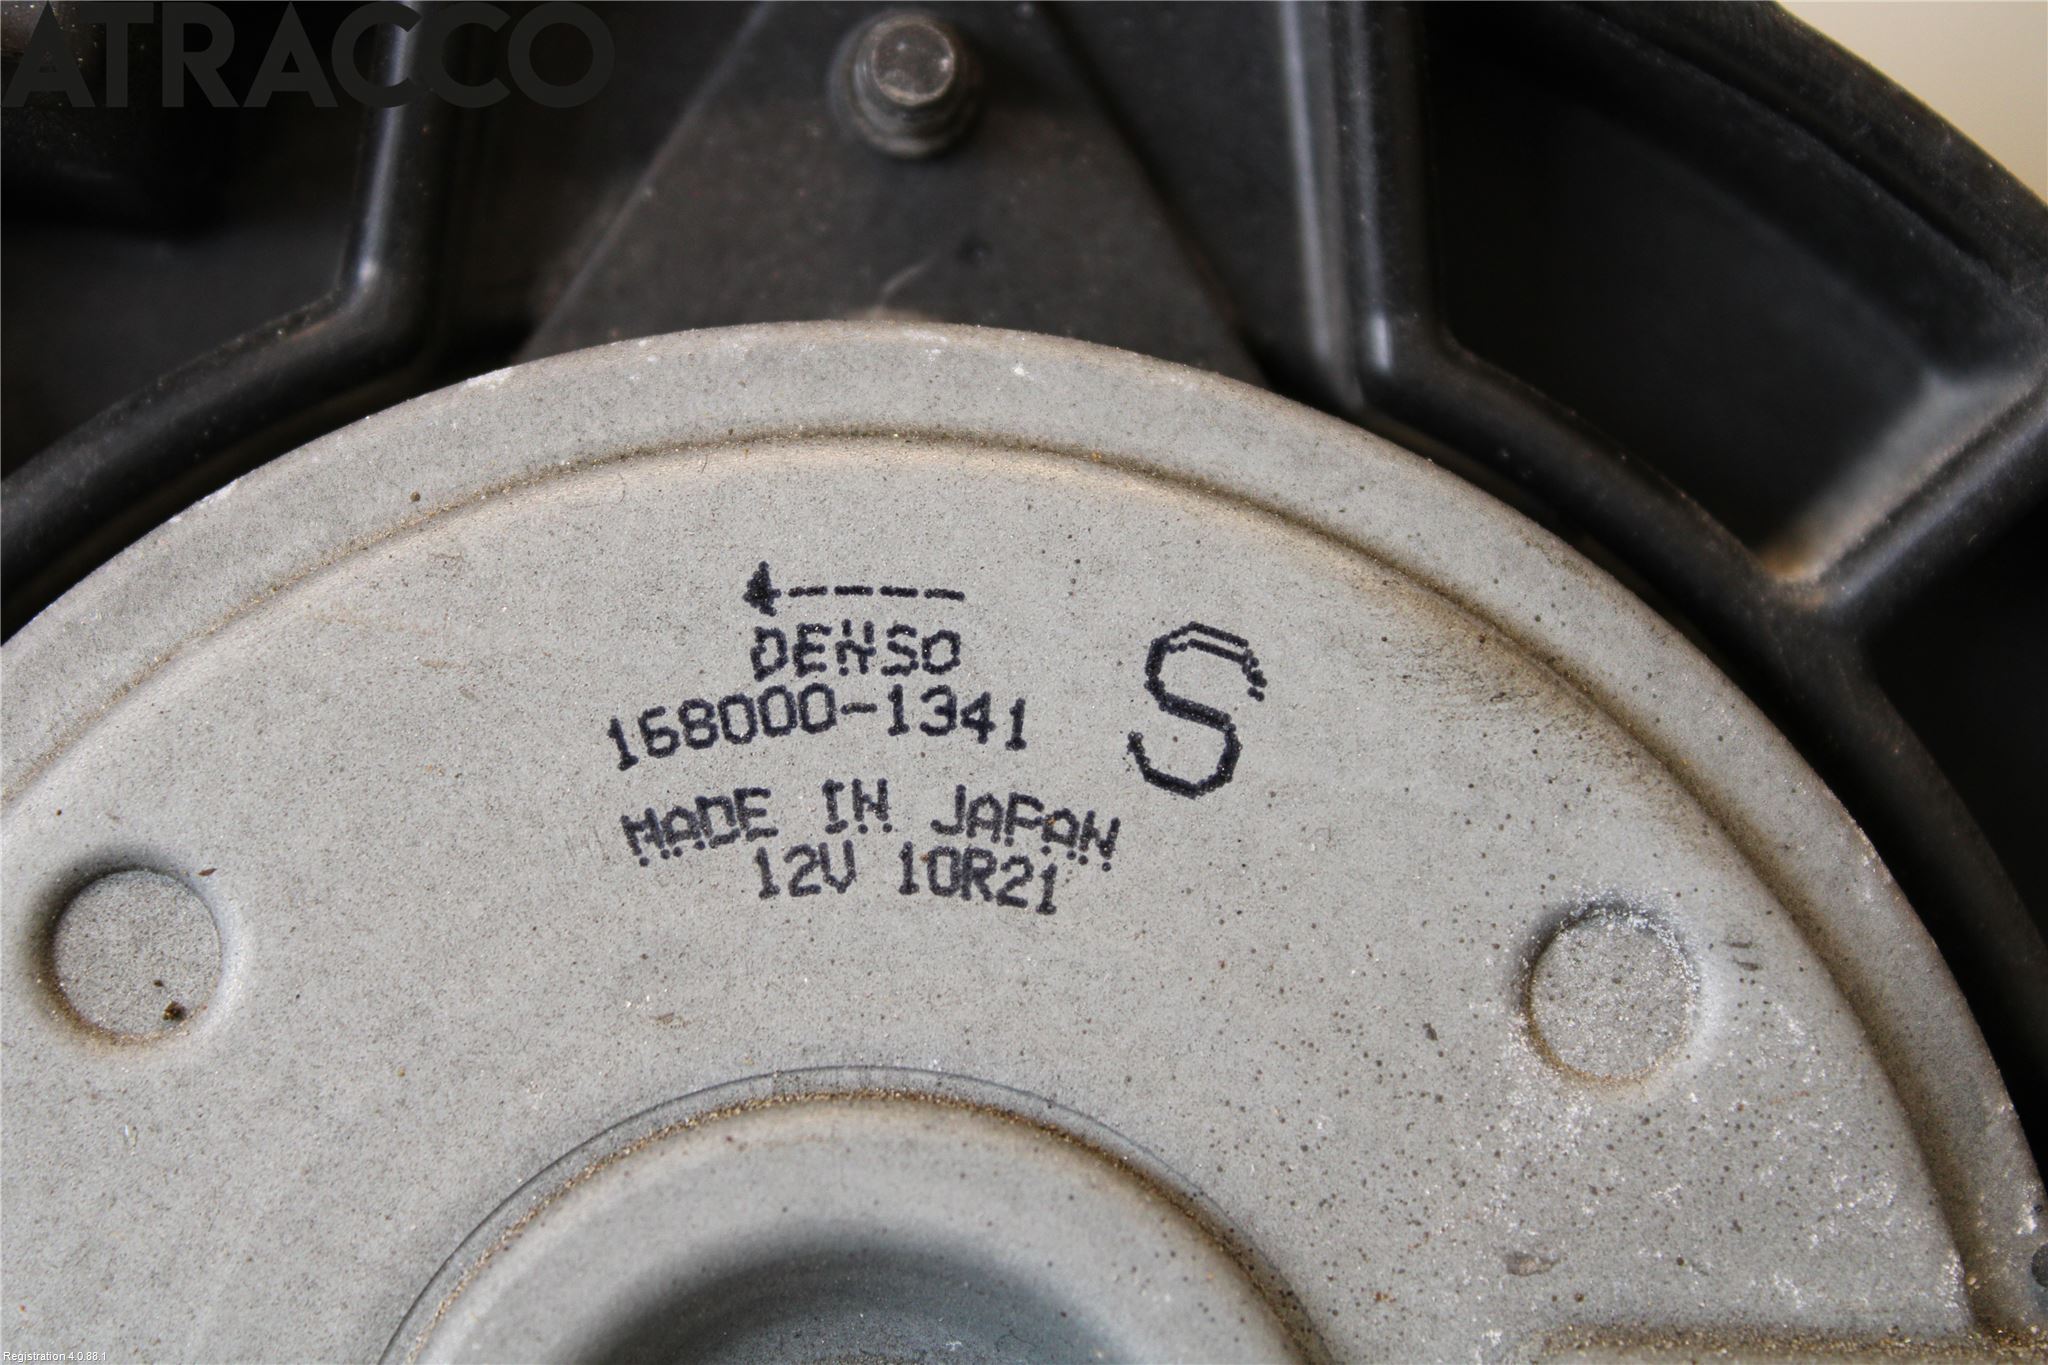 ATRACCO
DENSO
168000-1341
S
MADE IN JAPAN
12V 10R21
Registration 4.0.88.1